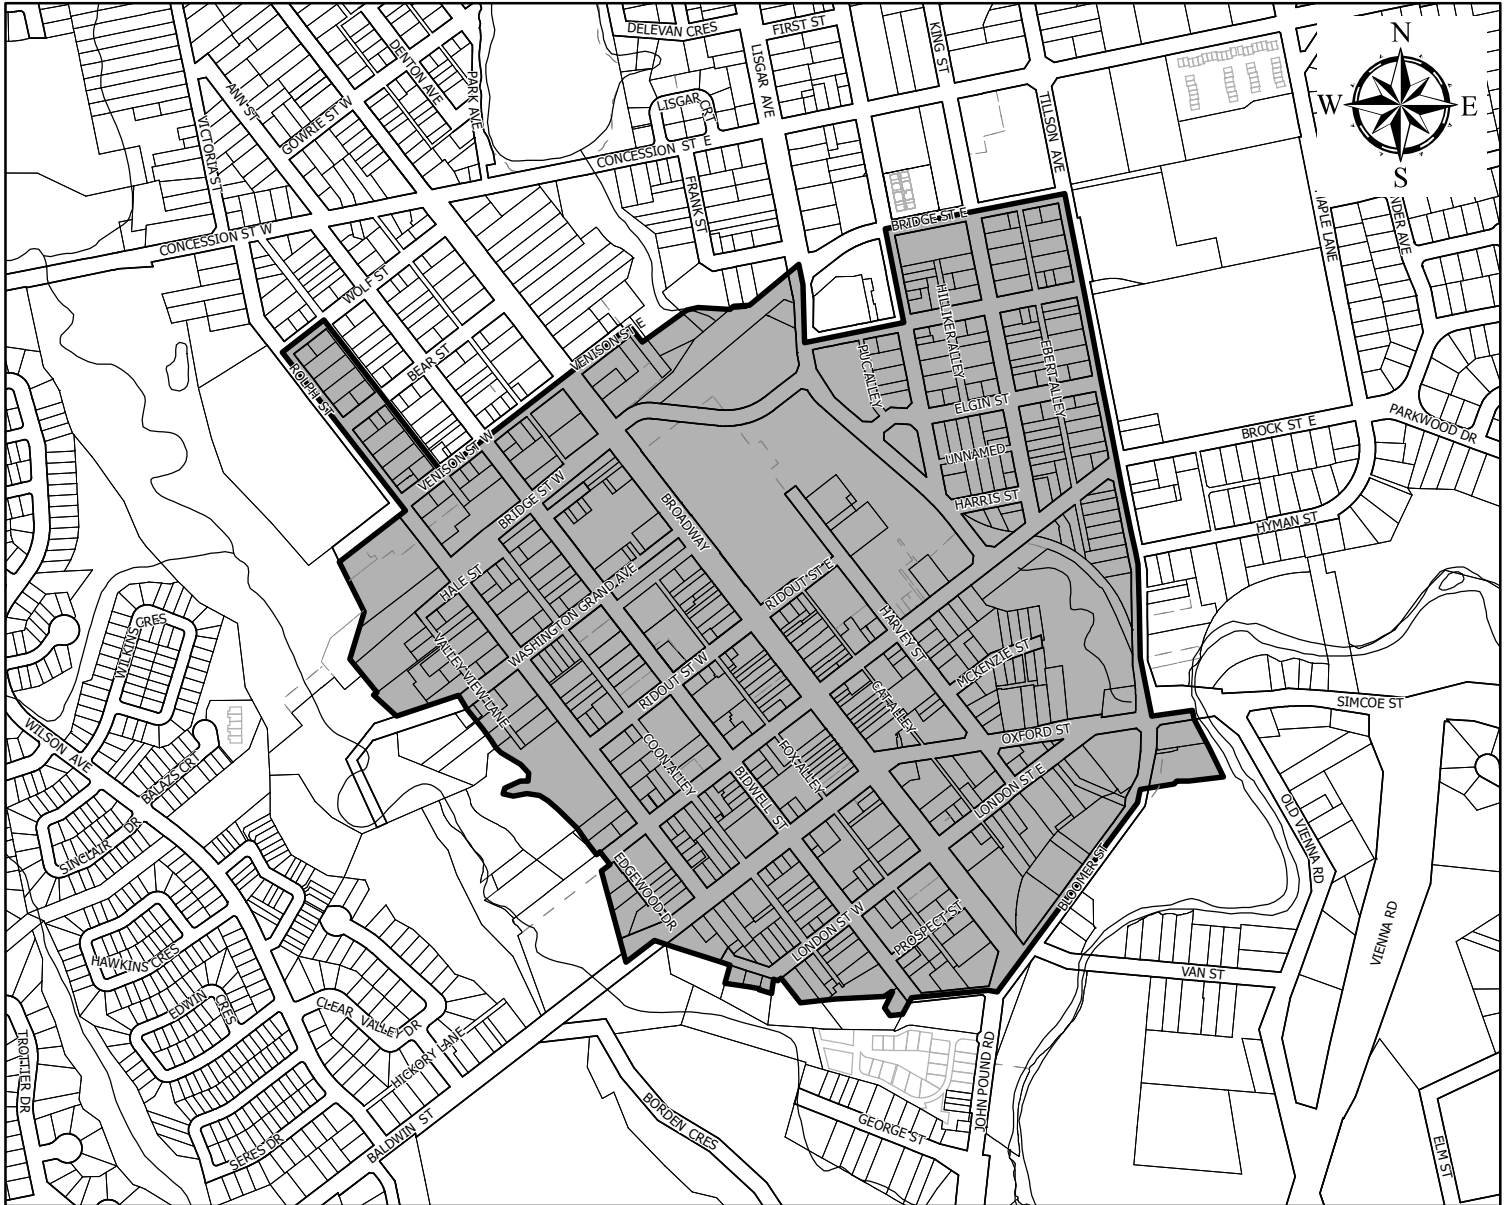 DELEVAN CRES
FIRST ST
KING ST
N
DENTON AVE
LISGAR AVE
PARK AVE
ANN ST
LISGAR CRT
TILLSON AVE
W
E
GOWRIE ST W
VICTORIA ST
CONCESSION ST E
S
FRANK ST
BRIDGE ST E
APLE LANE
NDER AVE
CONCESSION ST W
WOLF ST
HILLIKER ALLEY
VENISON ST E
BEAR ST
PUC ALLEY
EBERT ALLEY
ROLPH ST
ELGIN ST
BROCK ST E
PARKWOOD DR
VENISON ST W
UNNAMED
BRIDGE ST W
BROADWAY
HARRIS ST
HYMAN ST
HALE ST
RIDOUT ST E
WASHINGTON GRAND AVE
WILKINS CRES
HARVEY ST
VALLEY VIEW LANE
MCKENZIE ST
RIDOUT ST W
CAT ALLEY
SIMCOE ST
WILSON AVE
COON ALLEY
FOX ALLEY
OXFORD ST
BALAZS CRT
BIDWELL ST
LONDON ST E
OLD VIENNA RD
SINCLAIR DR
EDGEWOOD DR
BLOOMER ST
LONDON ST W
PROSPECT ST
VIENNA RD
HAWKINS CRES
VAN ST
EDWIN CRES
CLEAR VALLEY DR
HICKORY LANE
TROTTIER DR
JOHN POUND RD
BORDEN CRES
GEORGE ST
BALDWIN ST
SERES DR
ELM ST